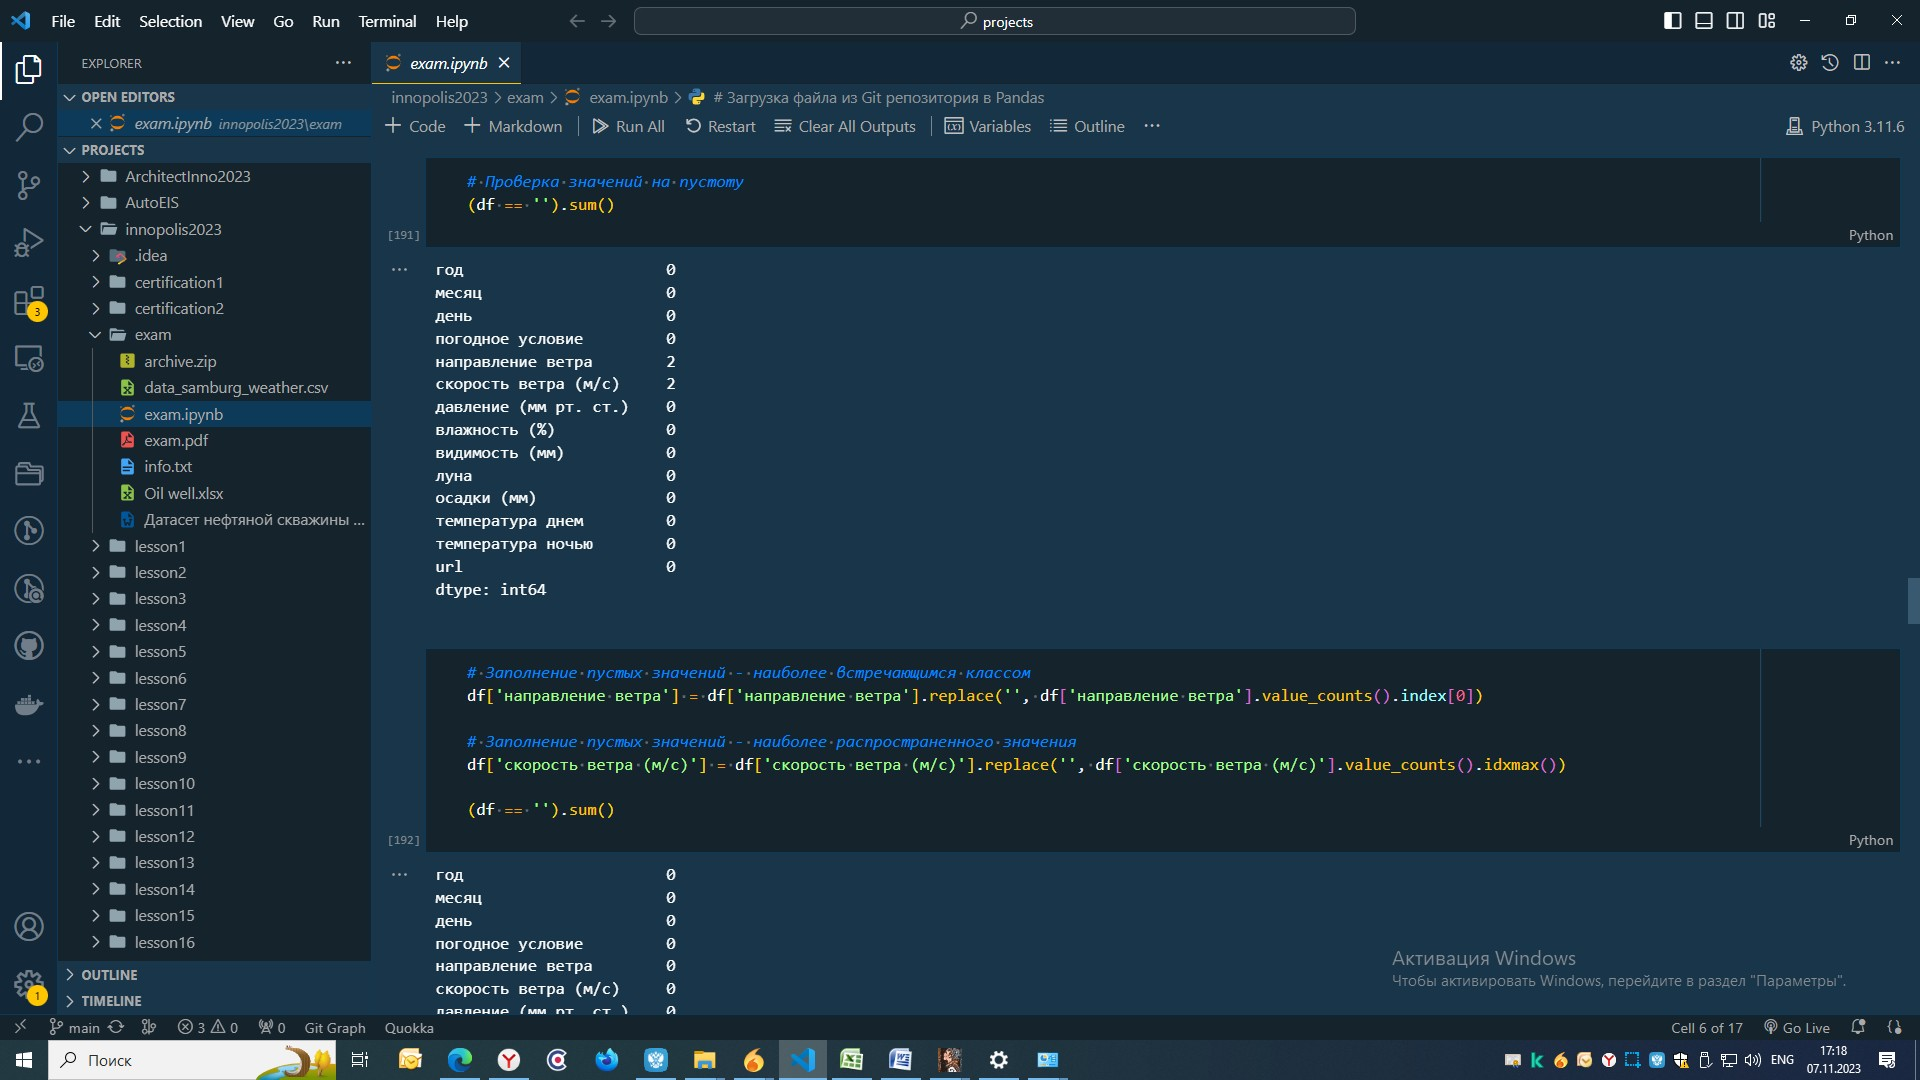 File Edit Selection View Go Run Terminal Help
projects
EXPLORER
exam.ipynb
OPEN EDITORS
exam.ipynb innopolis2023\exam
PROJECTS
ArchitectInno2023
AutoEIS
innopolis2023
.idea
certification1
certification2
exam
archive.zip
data_samburg_weather.csv
exam.ipynb
exam.pdf
info.txt
Oil well.xlsx
Датасет нефтяной скважины ...
lesson1
lesson2
lesson3
lesson4
lesson5
lesson6
lesson7
lesson8
lesson9
lesson10
lesson11
lesson12
lesson13
lesson14
lesson15
lesson16
OUTLINE
TIMELINE
3
1
innopolis2023 > exam > exam.ipynb > # Загрузка файла из Git репозитория в Pandas
+ Code + Markdown Run All Restart Clear All Outputs Variables Outline ...
Python 3.11.6
# Проверка значений на пустоту
(df == '').sum()
[191]
Python
год 0
месяц 0
день 0
погодное условие 0
направление ветра 2
скорость ветра (м/с) 2
давление (мм рт. ст.) 0
влажность (%) 0
видимость (мм) 0
луна 0
осадки (мм) 0
температура днем 0
температура ночью 0
url 0
dtype: int64
# Заполнение пустых значений - наиболее встречающимся классом
df['направление ветра'] = df['направление ветра'].replace('', df['направление ветра'].value_counts().index[0])
# Заполнение пустых значений - наиболее распространенного значения
df['скорость ветра (м/с)'] = df['скорость ветра (м/с)'].replace('', df['скорость ветра (м/с)'].value_counts().idxmax())
(df == '').sum()
[192]
Python
год 0
месяц 0
день 0
погодное условие 0
направление ветра 0
скорость ветра (м/с) 0
давление (мм рт. ст.) 0
Активация Windows
Чтобы активировать Windows, перейдите в раздел "Параметры".
main 3 0 0 Git Graph Quokka
Cell 6 of 17 Go Live
Поиск
ENG
17:18
07.11.2023